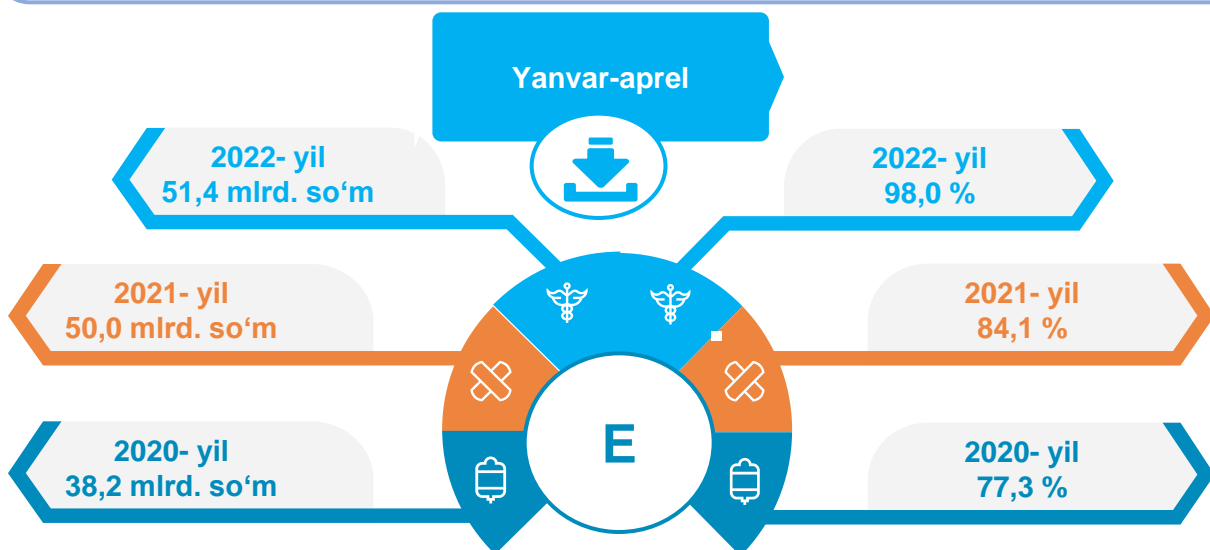 Yanvar-aprel
2022- yil
51,4 mlrd. so‘m
2022- yil
98,0 %
2021- yil
50,0 mlrd. so‘m
2021- yil
84,1 %
E
2020- yil
38,2 mlrd. so‘m
2020- yil
77,3 %